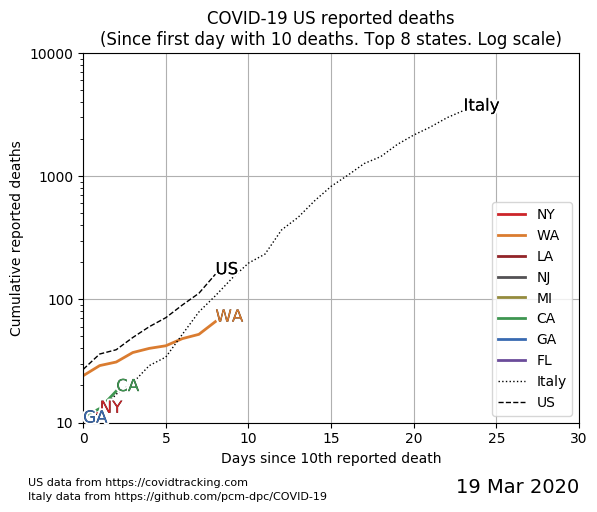 COVID-19 US reported deaths
(Since first day with 10 deaths. Top 8 states. Log scale)
10000
1000
100
10
Cumulative reported deaths
Italy
US
WA
CA
NY
GA
NY
WA
LA
NJ
MI
CA
GA
FL
Italy
US
0
5
10
15
20
25
30
Days since 10th reported death
US data from https://covidtracking.com
Italy data from https://github.com/pcm-dpc/COVID-19
19 Mar 2020